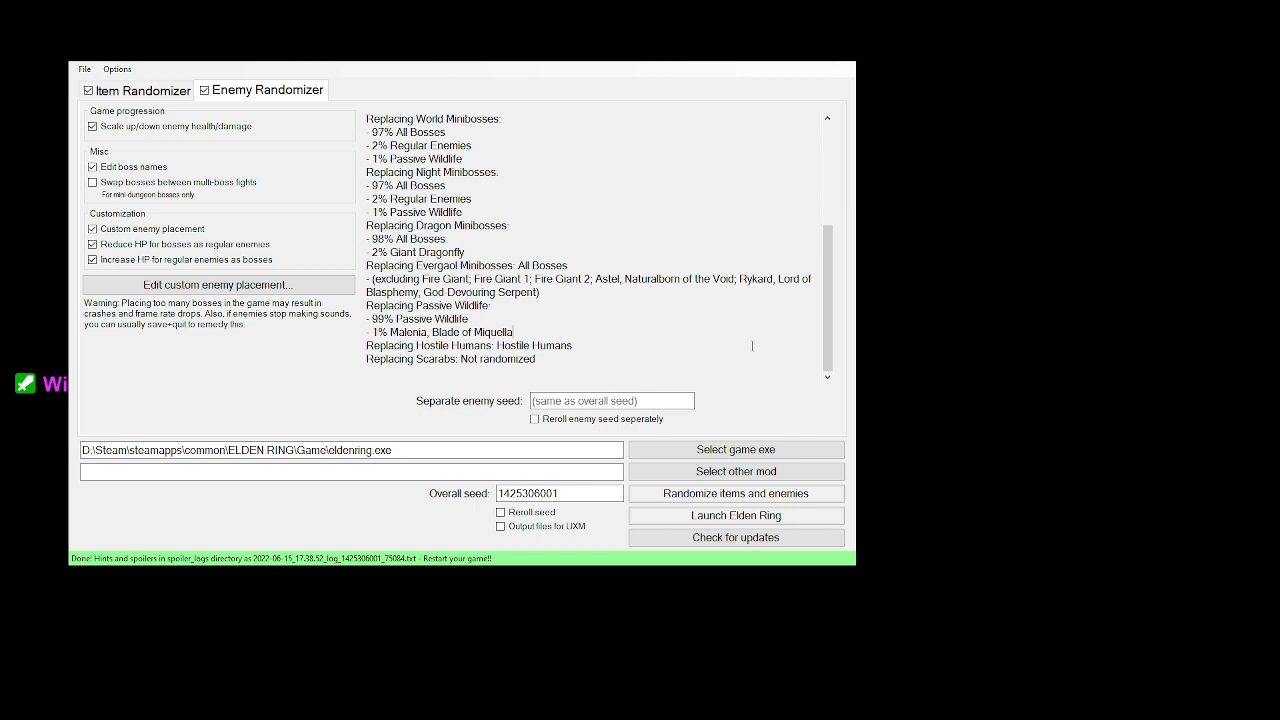 File Options
Item Randomizer Enemy Randomizer
Game progression
Scale up/down enemy health/damage
Misc
Edit boss names
Swap bosses between multi-boss fights
For mini-dungeon bosses only
Customization
Custom enemy placement
Reduce HP for bosses as regular enemies
Increase HP for regular enemies as bosses
Edit custom enemy placement...
Warning: Placing too many bosses in the game may result in
crashes and frame rate drops. Also, if enemies stop making sounds,
you can usually save+quit to remedy this.
Replacing World Minibosses:
- 97% All Bosses
- 2% Regular Enemies
- 1% Passive Wildlife
Replacing Night Minibosses:
- 97% All Bosses
- 2% Regular Enemies
- 1% Passive Wildlife
Replacing Dragon Minibosses:
- 98% All Bosses
- 2% Giant Dragonfly
Replacing Evergaol Minibosses: All Bosses
- (excluding Fire Giant; Fire Giant 1; Fire Giant 2; Astel, Naturalborn of the Void; Rykard, Lord of
Blasphemy, God-Devouring Serpent)
Replacing Passive Wildlife:
- 99% Passive Wildlife
- 1% Malenia, Blade of Miquella
Replacing Hostile Humans: Hostile Humans
Replacing Scarabs: Not randomized
Wi
Separate enemy seed: (same as overall seed)
Reroll enemy seed seperately
D:\Steam\steamapps\common\ELDEN RING\Game\eldenring.exe Select game exe
Select other mod
Overall seed: 1425306001 Randomize items and enemies
Reroll seed Launch Elden Ring
Output files for UXM
Check for updates
Done! Hints and spoilers in spoiler_logs directory as 2022-06-15_17.38.52_log_1425306001_75084.txt - Restart your game!!